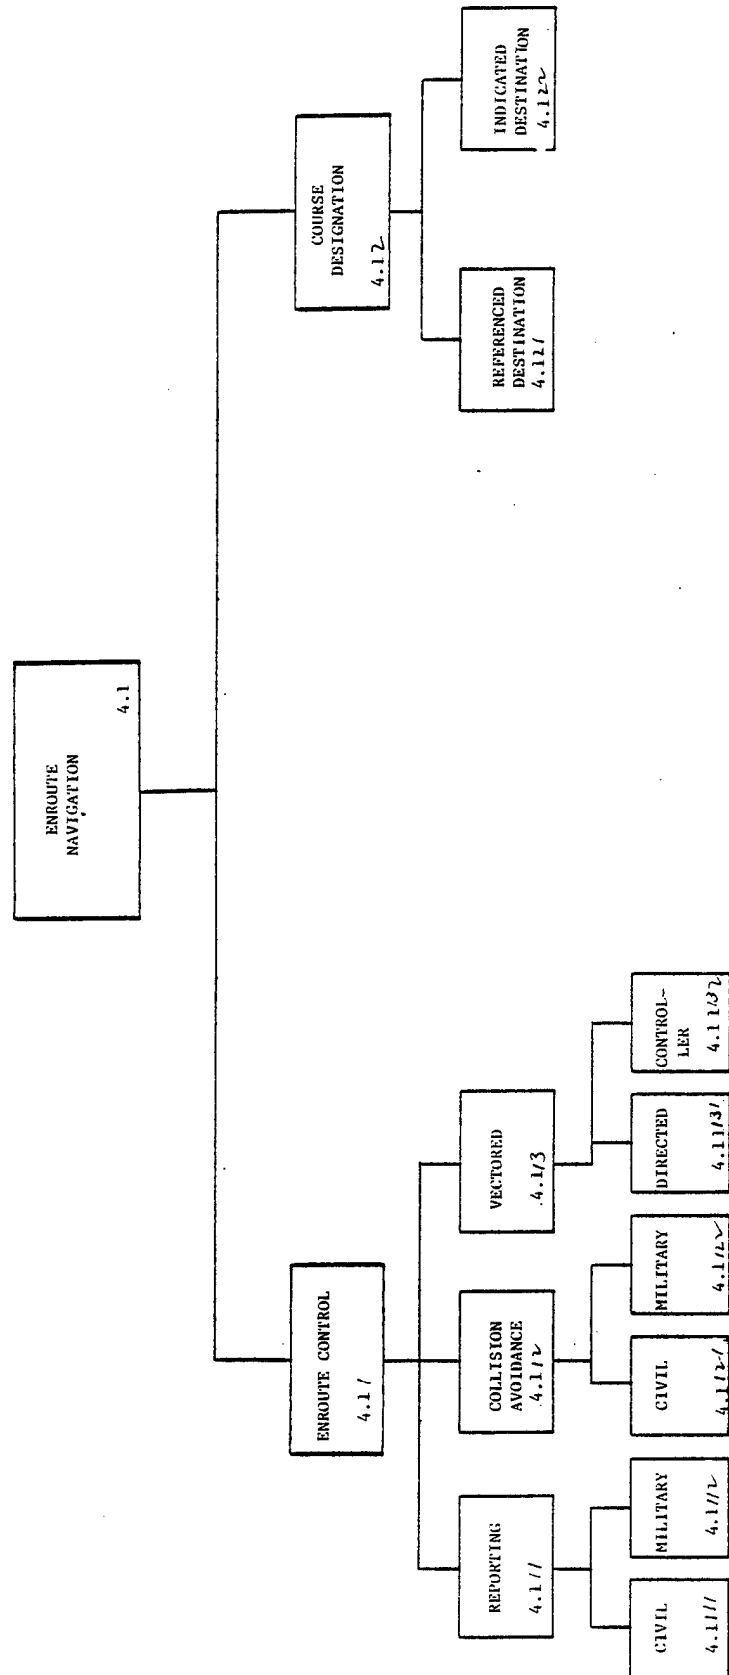 ENROUTE
NAVIGATION
4.1
ENROUTE CONTROL
4.11
COURSE
DESIGNATION
4.12
REPORTING
4.111
COLLISION
AVOIDANCE
4.112
VECTORED
4.113
REFERENCED
DESTINATION
4.121
INDICATED
DESTINATION
4.122
CIVIL
4.1111
MILITARY
4.1112
CIVIL
4.1121
MILITARY
4.1122
DIRECTED
4.1131
CONTROL-
LER
4.1132